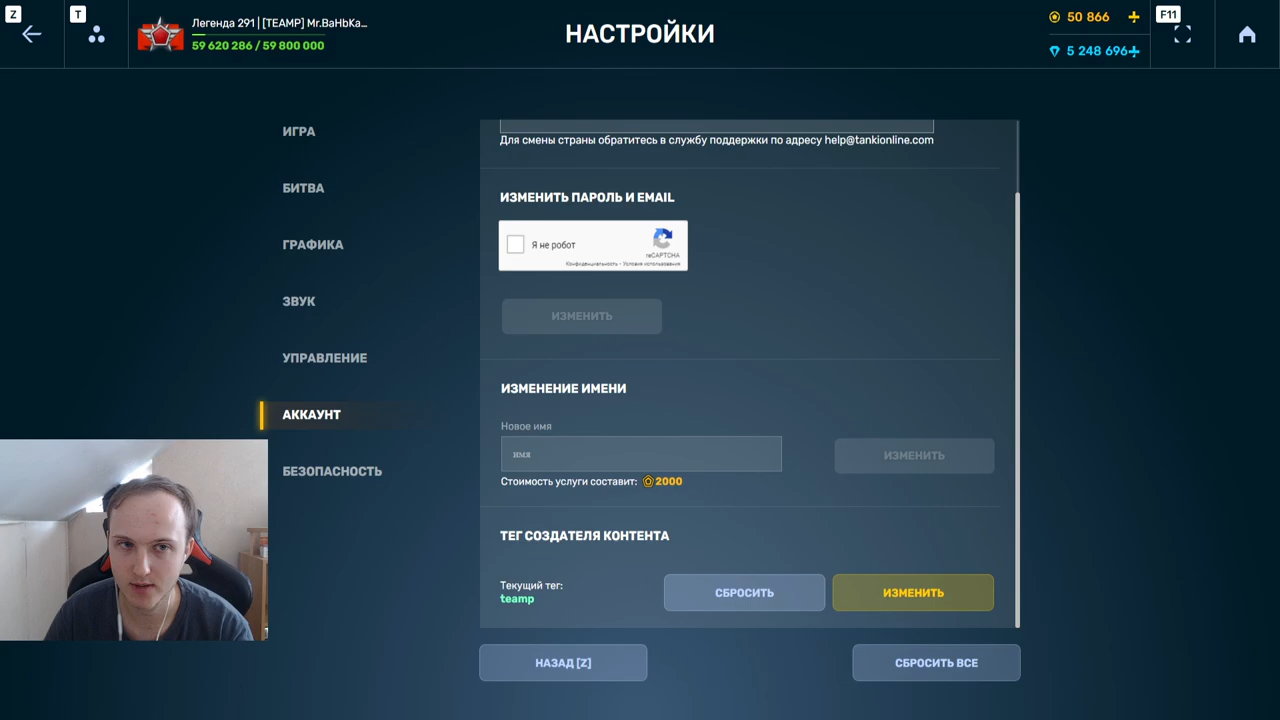 Z
T
Легенда 291 | [TEAMP] Mr.BaHbKa...
59 620 286 / 59 800 000
НАСТРОЙКИ
50 866
5 248 696
F11
ИГРА
БИТВА
ГРАФИКА
ЗВУК
УПРАВЛЕНИЕ
АККАУНТ
БЕЗОПАСНОСТЬ
Для смены страны обратитесь в службу поддержки по адресу help@tankionline.com
ИЗМЕНИТЬ ПАРОЛЬ И EMAIL
Я не робот
reCAPTCHA
Конфиденциальность - Условия использования
ИЗМЕНИТЬ
ИЗМЕНЕНИЕ ИМЕНИ
Новое имя
имя
ИЗМЕНИТЬ
Стоимость услуги составит: 2000
ТЕГ СОЗДАТЕЛЯ КОНТЕНТА
Текущий тег:
teamp
СБРОСИТЬ
ИЗМЕНИТЬ
НАЗАД [Z]
СБРОСИТЬ ВСЕ